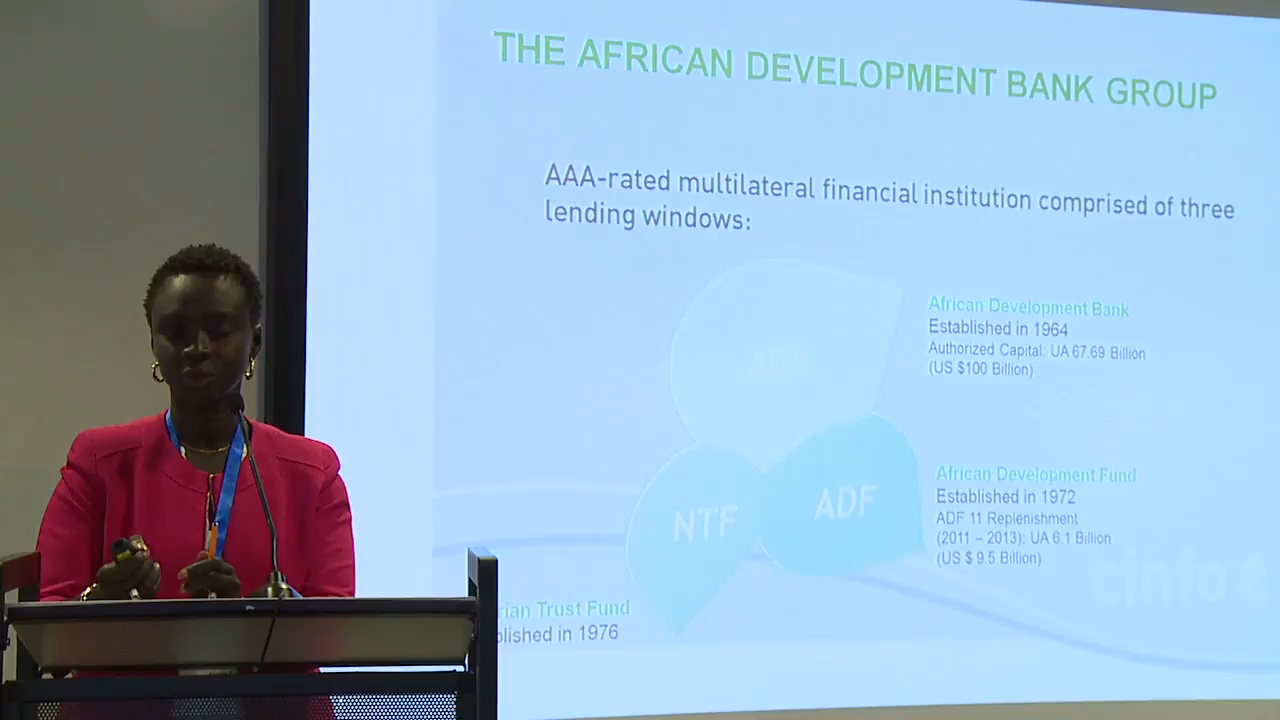 THE AFRICAN DEVELOPMENT BANK GROUP
AAA-rated multilateral financial institution comprised of three
lending windows:
African Development Bank
Established in 1964
Authorized Capital: UA 67.69 Billion
(US $100 Billion)
ADB
NTF
ADF
African Development Fund
Established in 1972
ADF 11 Replenishment
(2011 – 2013): UA 6.1 Billion
(US $ 9.5 Billion)
rian Trust Fund
blished in 1976
cinfo